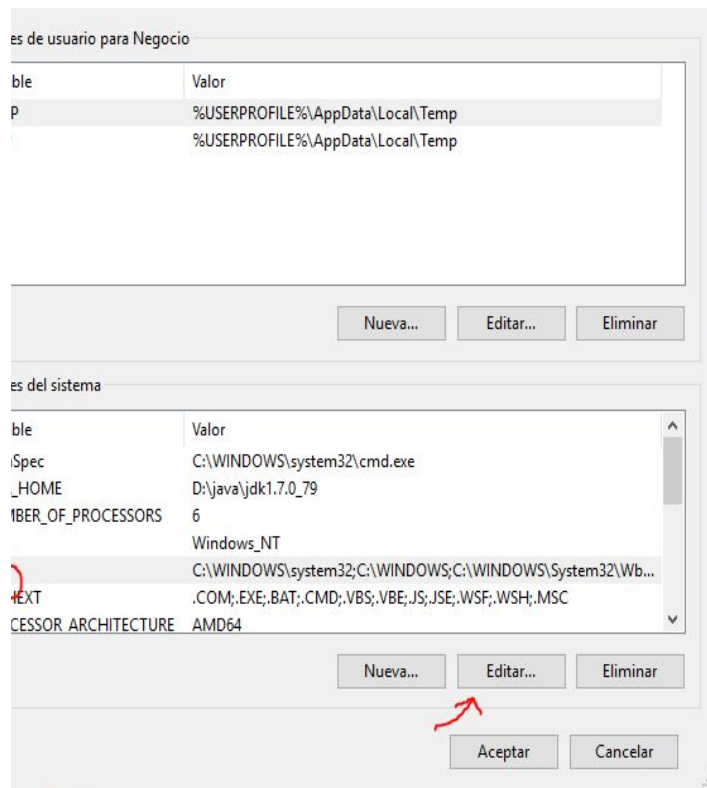 es de usuario para Negocio
ble Valor
P %USERPROFILE%\AppData\Local\Temp
%USERPROFILE%\AppData\Local\Temp
Nueva... Editar... Eliminar
es del sistema
ble Valor
Spec C:\WINDOWS\system32\cmd.exe
_HOME D:\java\jdk1.7.0_79
MBER_OF_PROCESSORS 6
Windows_NT
C:\WINDOWS\system32;C:\WINDOWS;C:\WINDOWS\System32\Wb...
HEXT .COM;.EXE;.BAT;.CMD;.VBS;.VBE;.JS;.JSE;.WSF;.WSH;.MSC
CESSOR_ARCHITECTURE AMD64
Nueva... Editar... Eliminar
Aceptar Cancelar